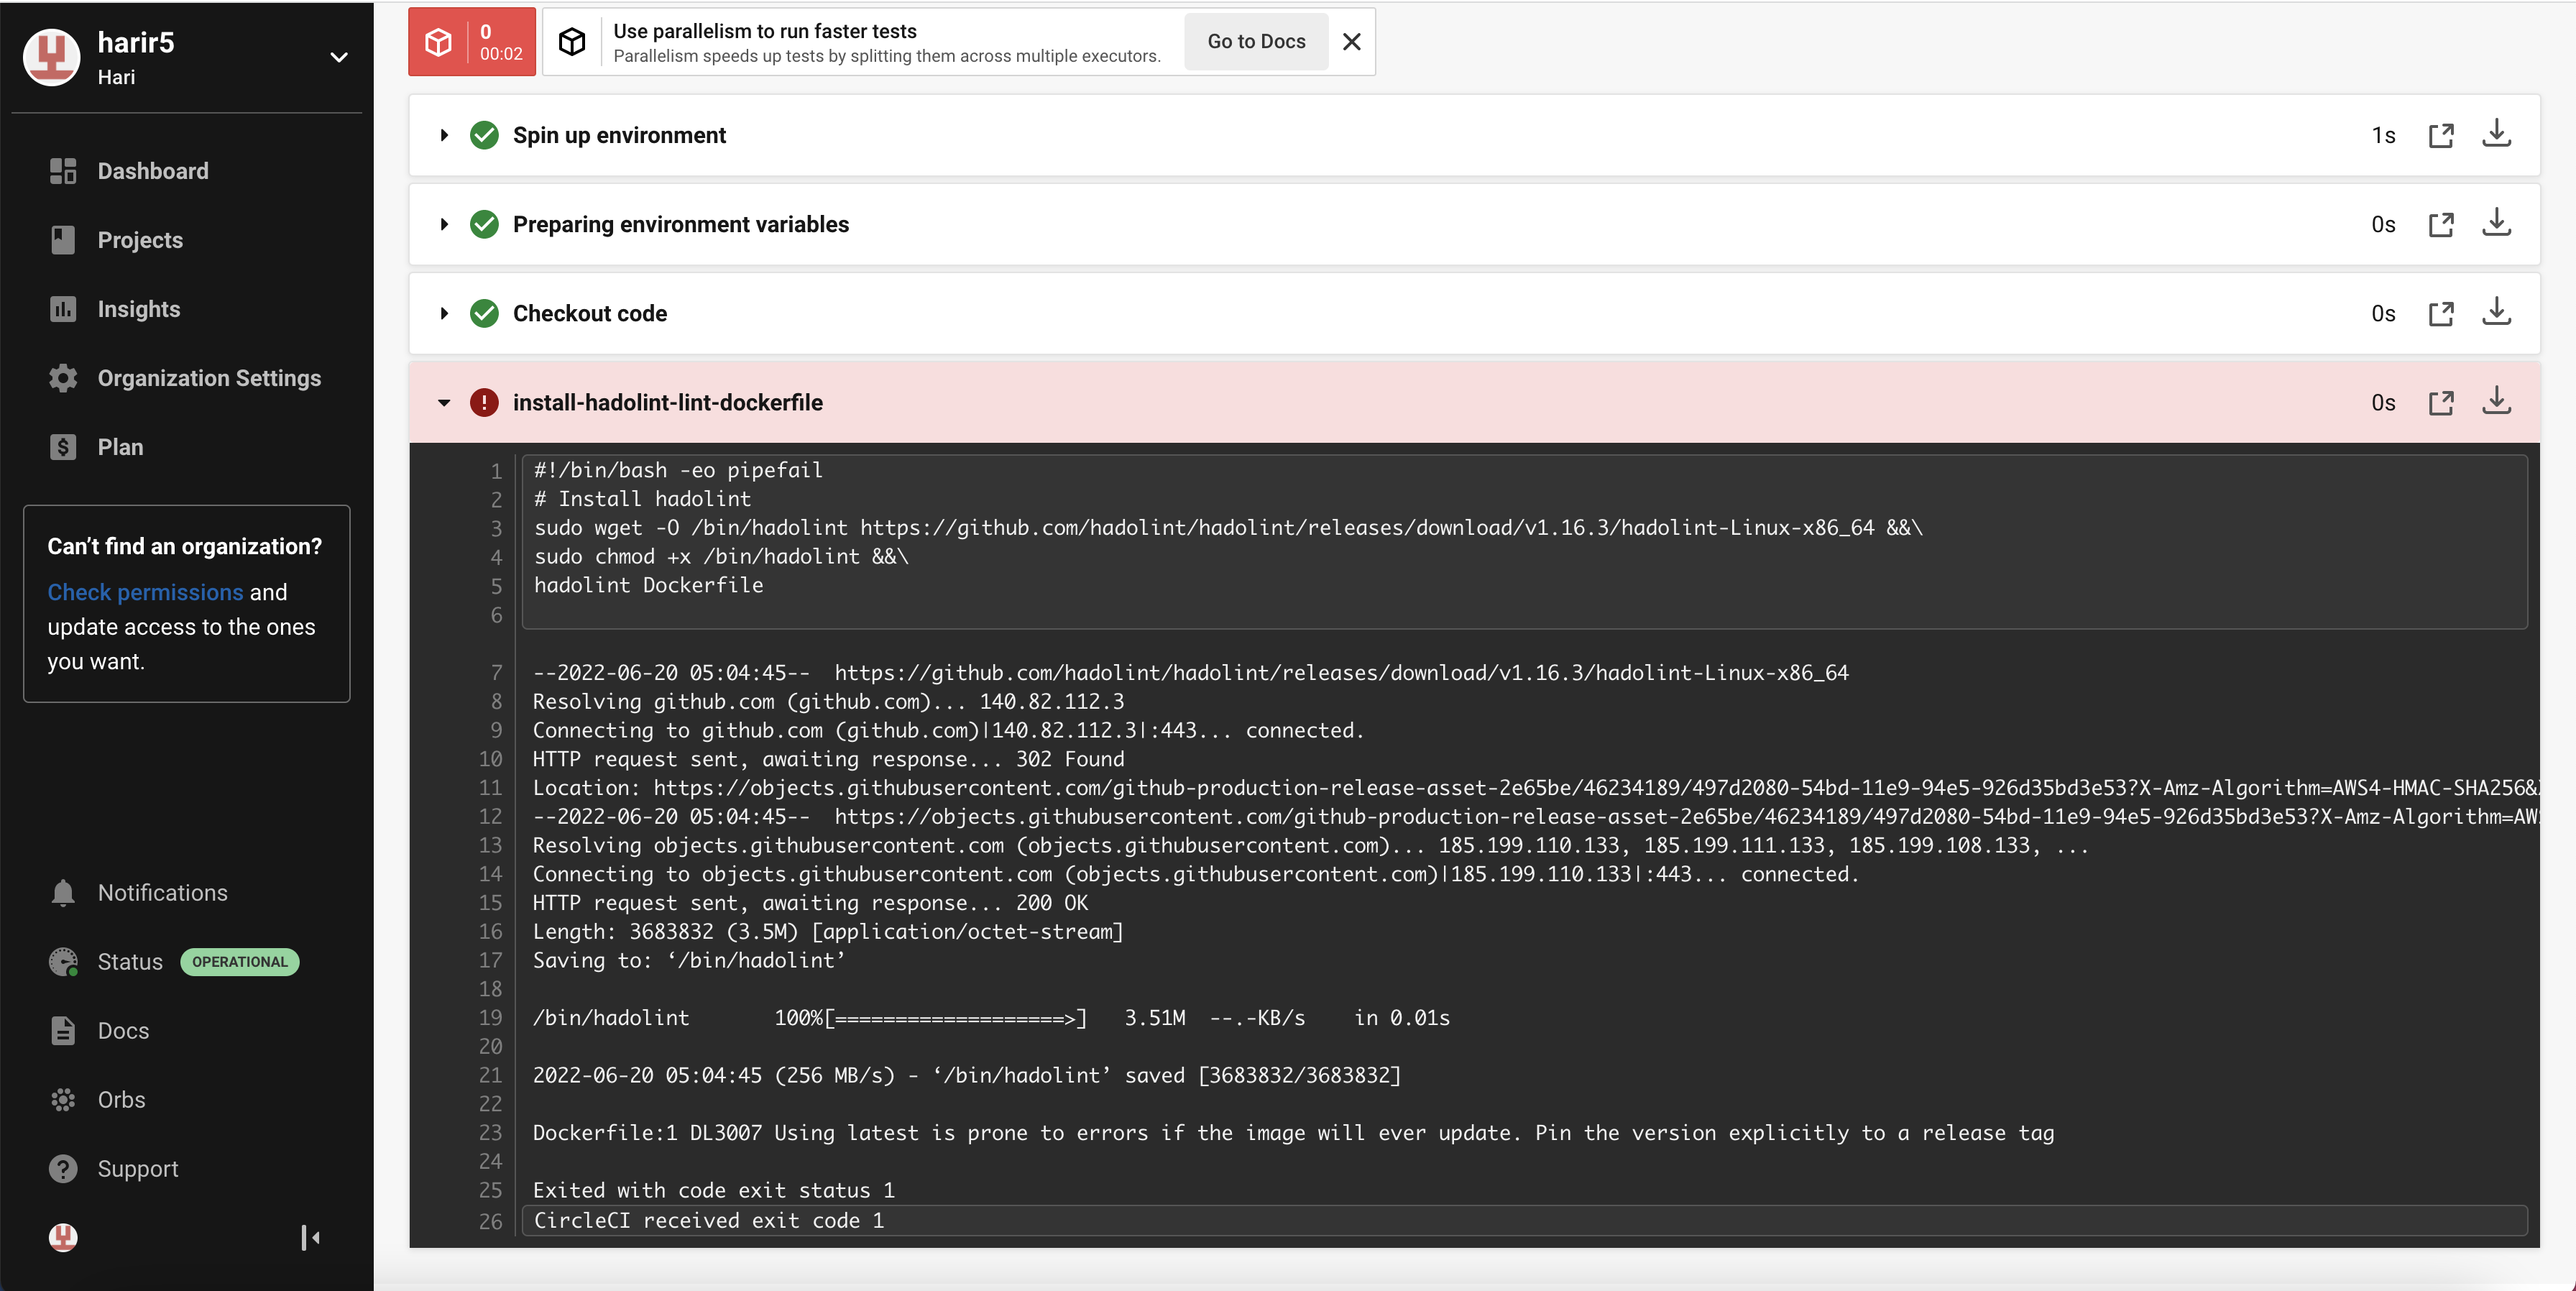 harir5
Hari
Dashboard
Projects
Insights
Organization Settings
Plan
Can’t find an organization?
Check permissions and
update access to the ones
you want.
Notifications
Status OPERATIONAL
Docs
Orbs
Support
0
00:02
Use parallelism to run faster tests
Parallelism speeds up tests by splitting them across multiple executors.
Go to Docs
Spin up environment 1s
Preparing environment variables 0s
Checkout code 0s
install-hadolint-lint-dockerfile 0s
1 #!/bin/bash -eo pipefail
2 # Install hadolint
3 sudo wget -O /bin/hadolint https://github.com/hadolint/hadolint/releases/download/v1.16.3/hadolint-Linux-x86_64 &&\
4 sudo chmod +x /bin/hadolint &&\
5 hadolint Dockerfile
6
7 --2022-06-20 05:04:45--  https://github.com/hadolint/hadolint/releases/download/v1.16.3/hadolint-Linux-x86_64
8 Resolving github.com (github.com)... 140.82.112.3
9 Connecting to github.com (github.com)|140.82.112.3|:443... connected.
10 HTTP request sent, awaiting response... 302 Found
11 Location: https://objects.githubusercontent.com/github-production-release-asset-2e65be/46234189/497d2080-54bd-11e9-94e5-926d35bd3e53?X-Amz-Algorithm=AWS4-HMAC-SHA256&
12 --2022-06-20 05:04:45--  https://objects.githubusercontent.com/github-production-release-asset-2e65be/46234189/497d2080-54bd-11e9-94e5-926d35bd3e53?X-Amz-Algorithm=AW
13 Resolving objects.githubusercontent.com (objects.githubusercontent.com)... 185.199.110.133, 185.199.111.133, 185.199.108.133, ...
14 Connecting to objects.githubusercontent.com (objects.githubusercontent.com)|185.199.110.133|:443... connected.
15 HTTP request sent, awaiting response... 200 OK
16 Length: 3683832 (3.5M) [application/octet-stream]
17 Saving to: ‘/bin/hadolint’
18
19 /bin/hadolint       100%[===================>]   3.51M  --.-KB/s    in 0.01s
20
21 2022-06-20 05:04:45 (256 MB/s) - ‘/bin/hadolint’ saved [3683832/3683832]
22
23 Dockerfile:1 DL3007 Using latest is prone to errors if the image will ever update. Pin the version explicitly to a release tag
24
25 Exited with code exit status 1
26 CircleCI received exit code 1